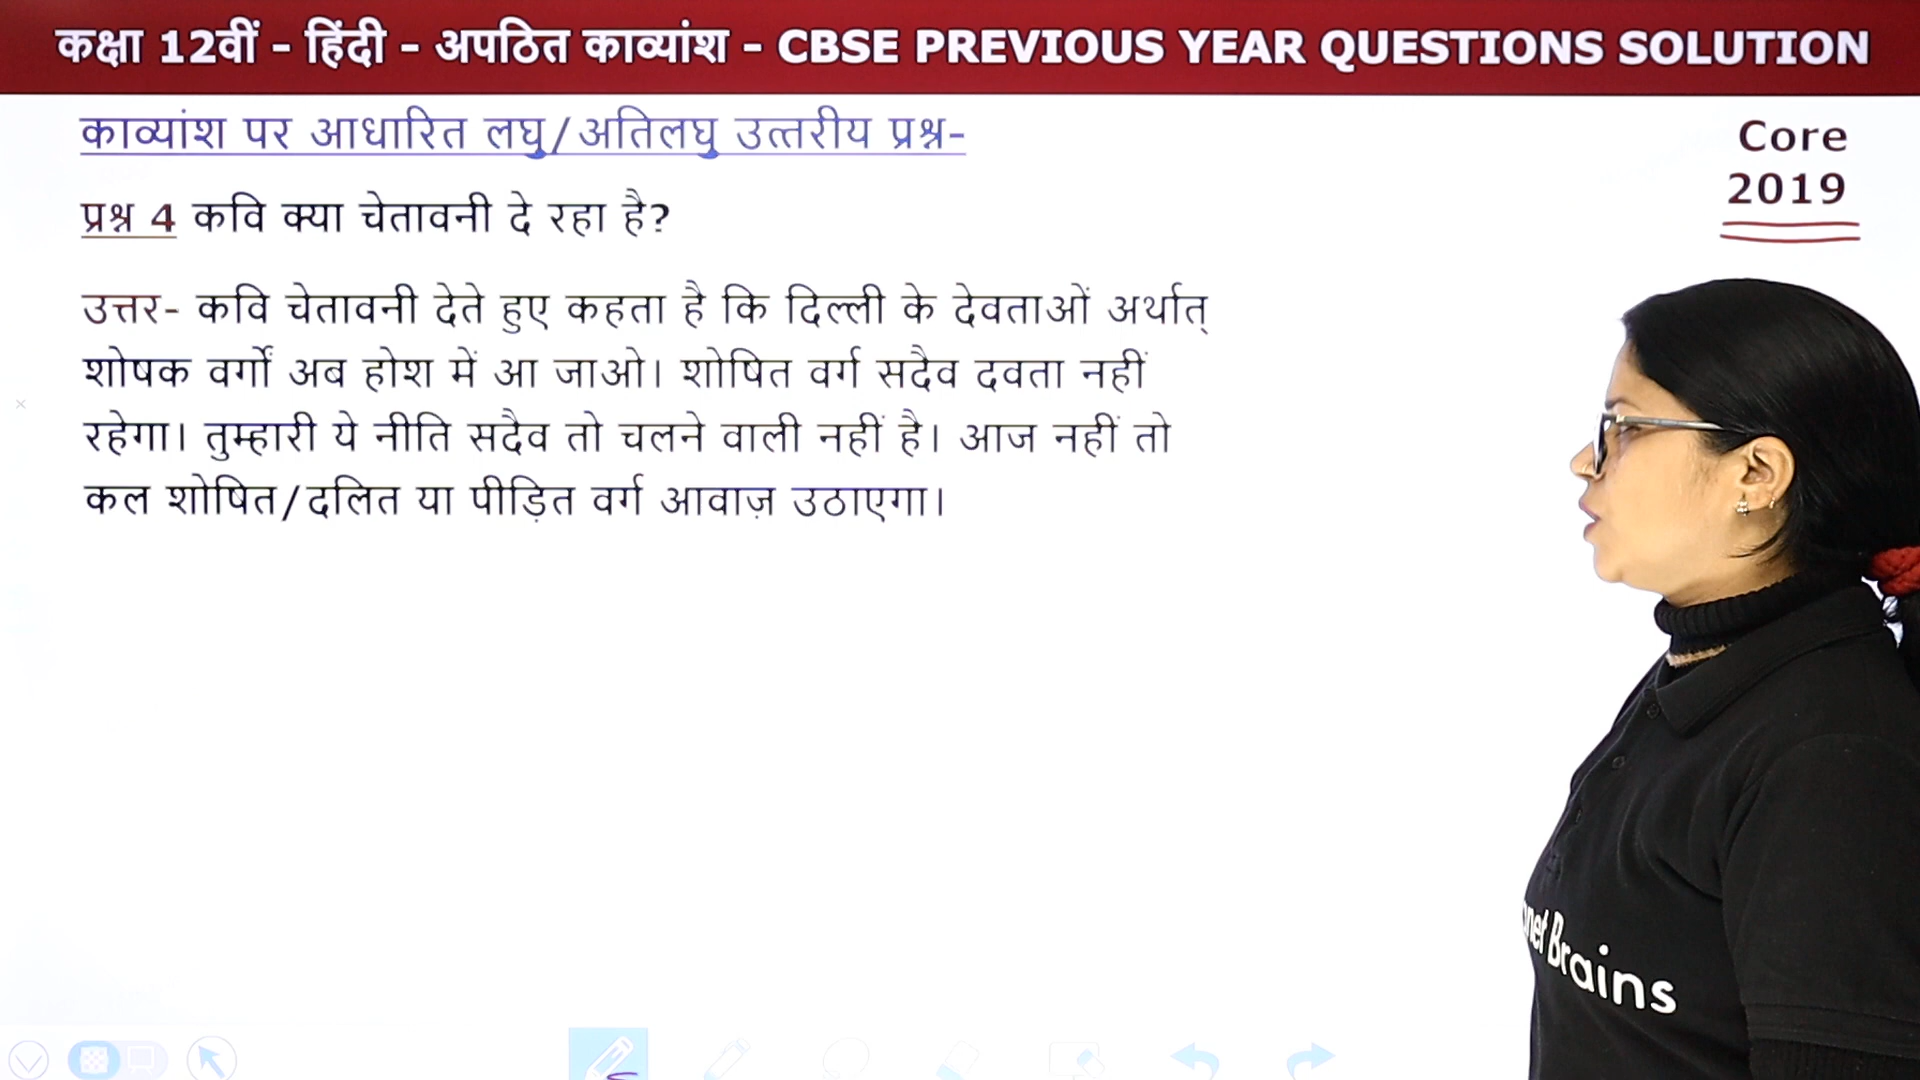 कक्षा 12वीं - हिंदी - अपठित काव्यांश - CBSE PREVIOUS YEAR QUESTIONS SOLUTION
काव्यांश पर आधारित लघु/अतिलघु उत्तरीय प्रश्न-
Core
2019
प्रश्न 4 कवि क्या चेतावनी दे रहा है?
उत्तर- कवि चेतावनी देते हुए कहता है कि दिल्ली के देवताओं अर्थात्
शोषक वर्गों अब होश में आ जाओ। शोषित वर्ग सदैव दवता नहीं
रहेगा। तुम्हारी ये नीति सदैव तो चलने वाली नहीं है। आज नहीं तो
कल शोषित/दलित या पीड़ित वर्ग आवाज़ उठाएगा।
Brains